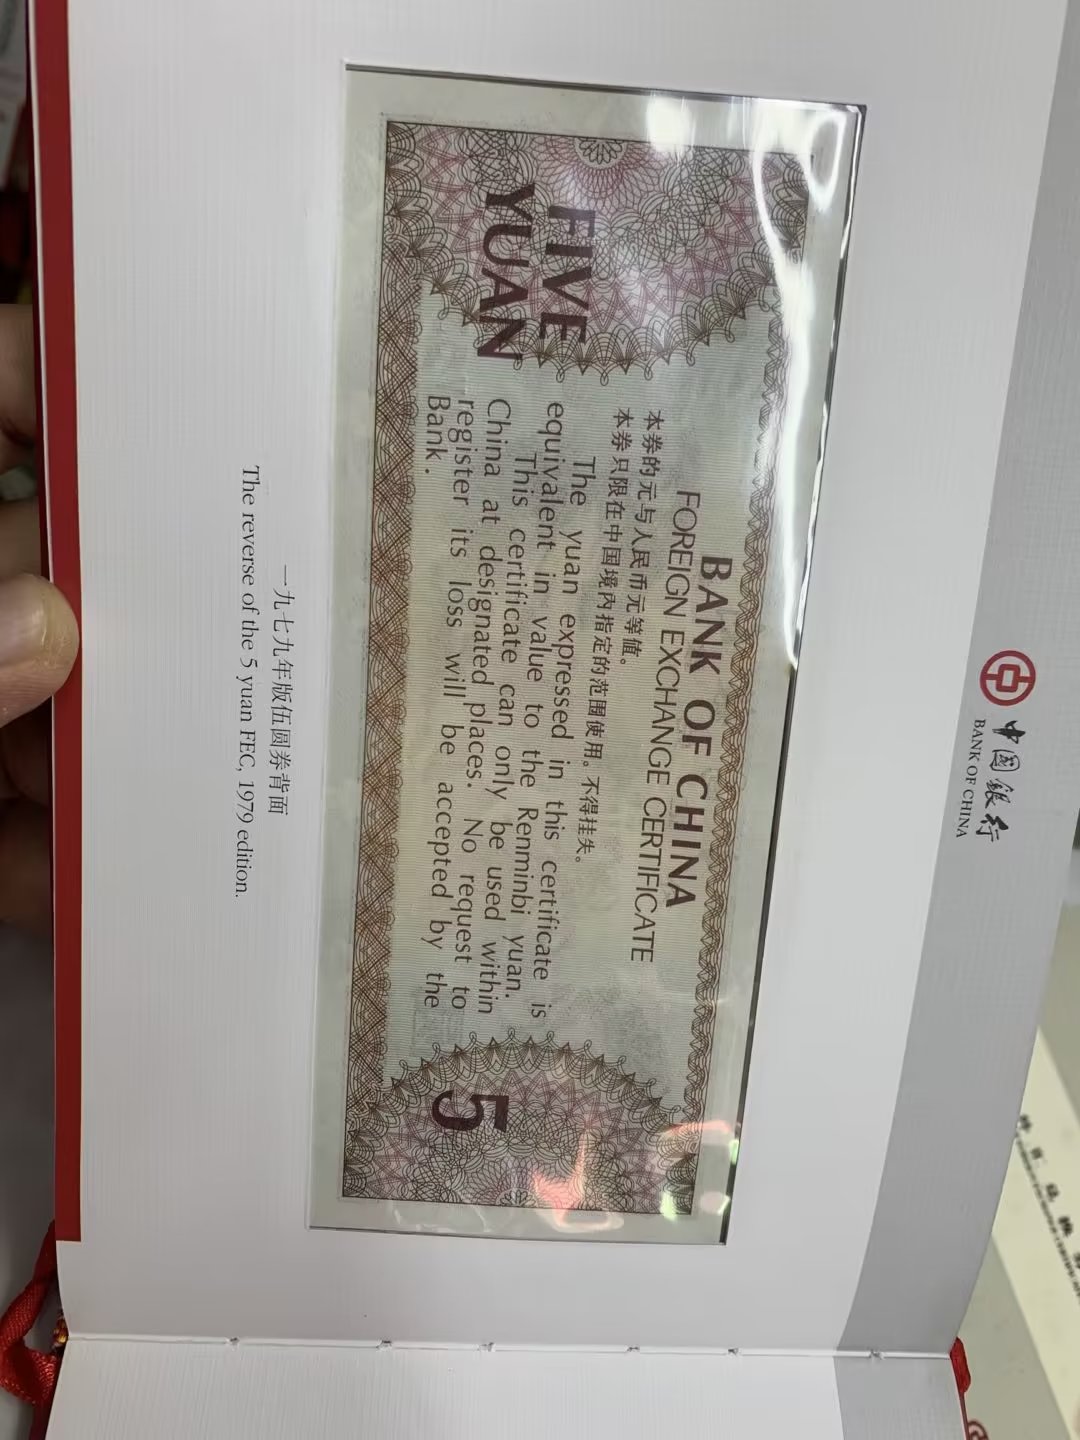 中国银行
BANK OF CHINA
BANK OF CHINA
FOREIGN EXCHANGE CERTIFICATE
本券的元与人民币元等值。
本券只限在中国境内指定的范围使用。不得挂失。
The yuan expressed in this certificate is
equivalent in value to the Renminbi yuan.
This certificate can only be used within
China at designated places. No request to
register its loss will be accepted by the
Bank.
FIVE
YUAN
5
一九七九年版伍圆券背面
The reverse of the 5 yuan FEC, 1979 edition.